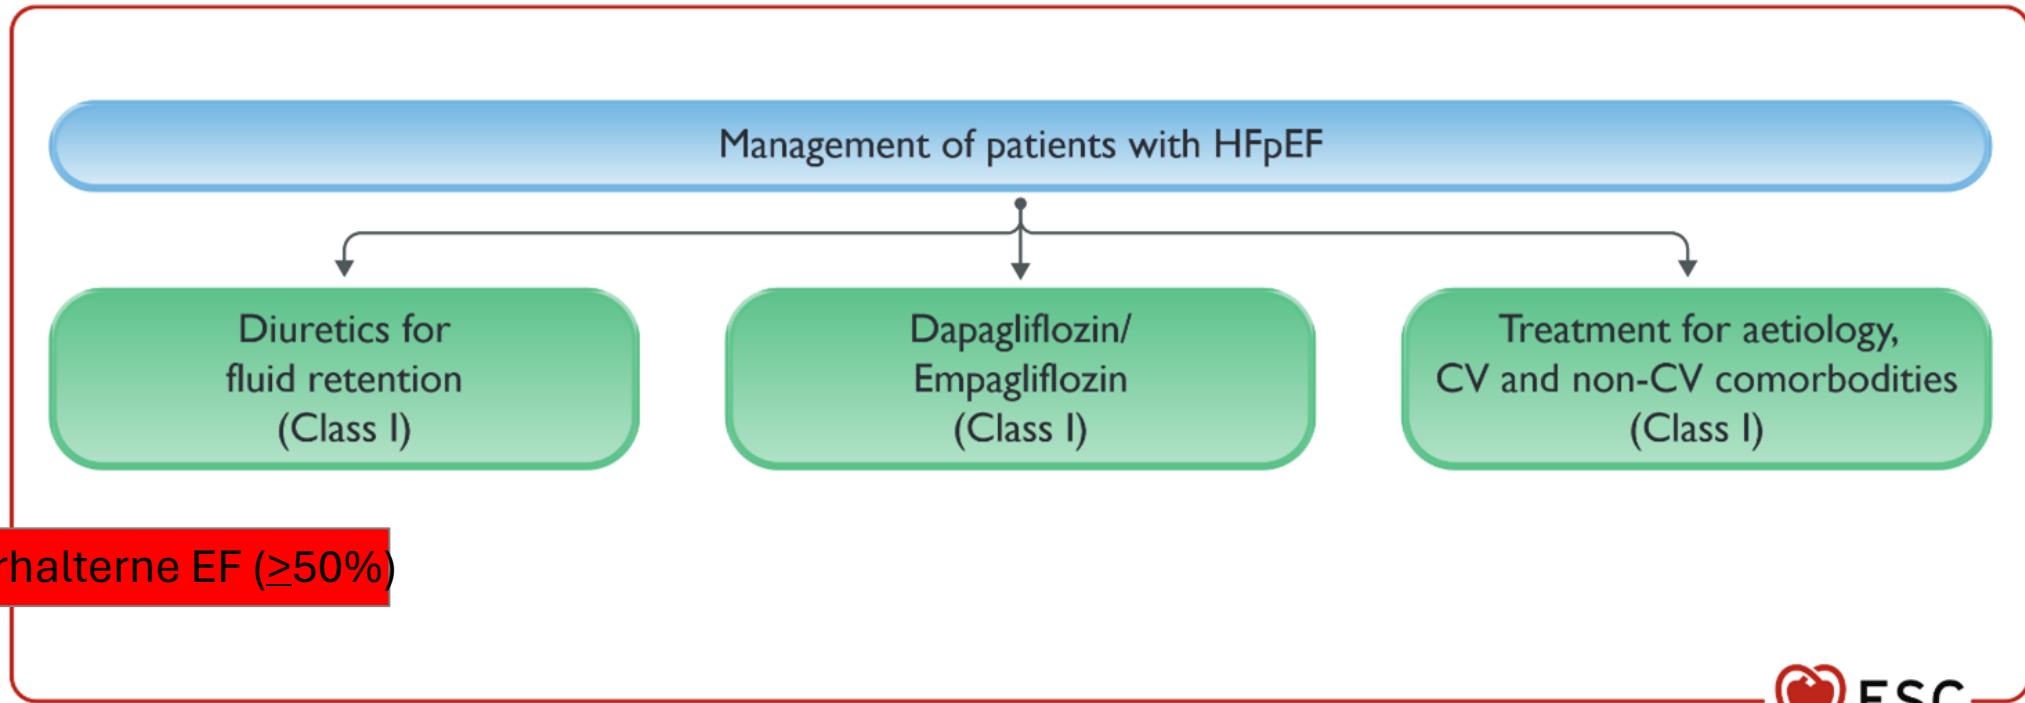 Management of patients with HFpEF
Diuretics for
fluid retention
(Class I)
Dapagliflozin/
Empagliflozin
(Class I)
Treatment for aetiology,
CV and non-CV comorbodities
(Class I)
rhalterne EF (≥50%)
ESC